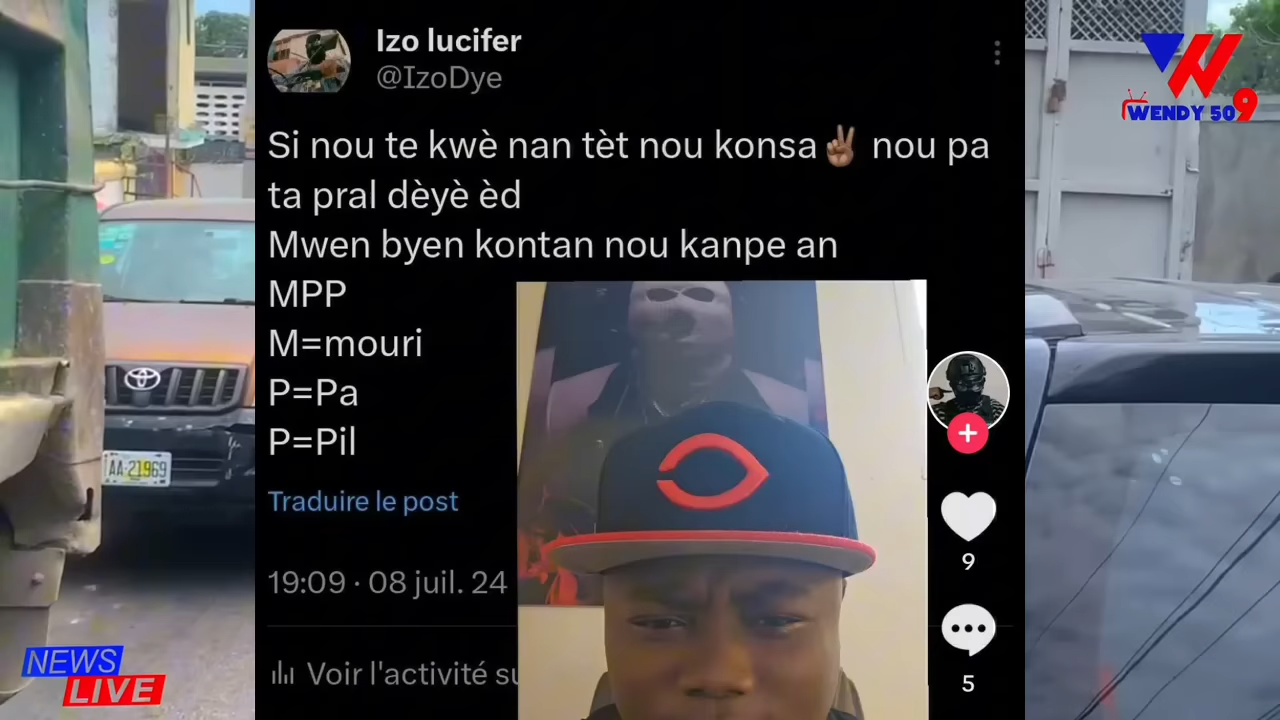 Izo lucifer
@IzoDye
Si nou te kwè nan tèt nou konsa✌🏾 nou pa
ta pral dèyè èd
Mwen byen kontan nou kanpe an
MPP
M=mouri
P=Pa
P=Pil
Traduire le post
19:09 · 08 juil. 24
Voir l'activité su
9
5
WENDY 509
AA-21969
NEWS
LIVE